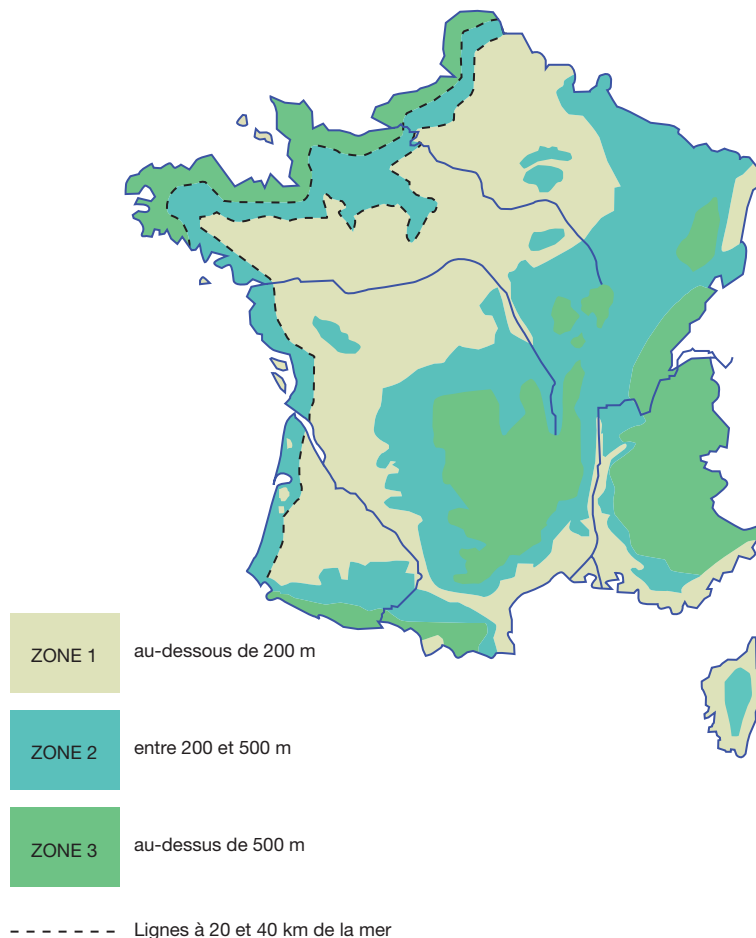 ZONE 1
au-dessous de 200 m
ZONE 2
entre 200 et 500 m
ZONE 3
au-dessus de 500 m
Lignes à 20 et 40 km de la mer